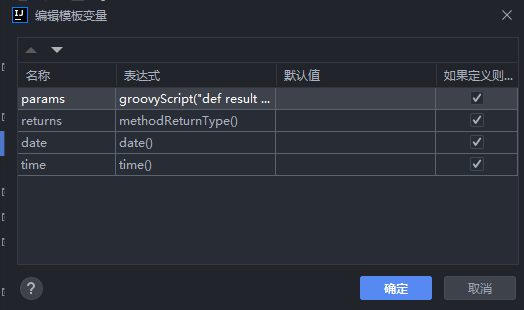 IJ 编辑模板变量
名称 表达式 默认值 如果定义则...
params groovyScript("def result ...
returns methodReturnType()
date date()
time time()
? 确定 取消